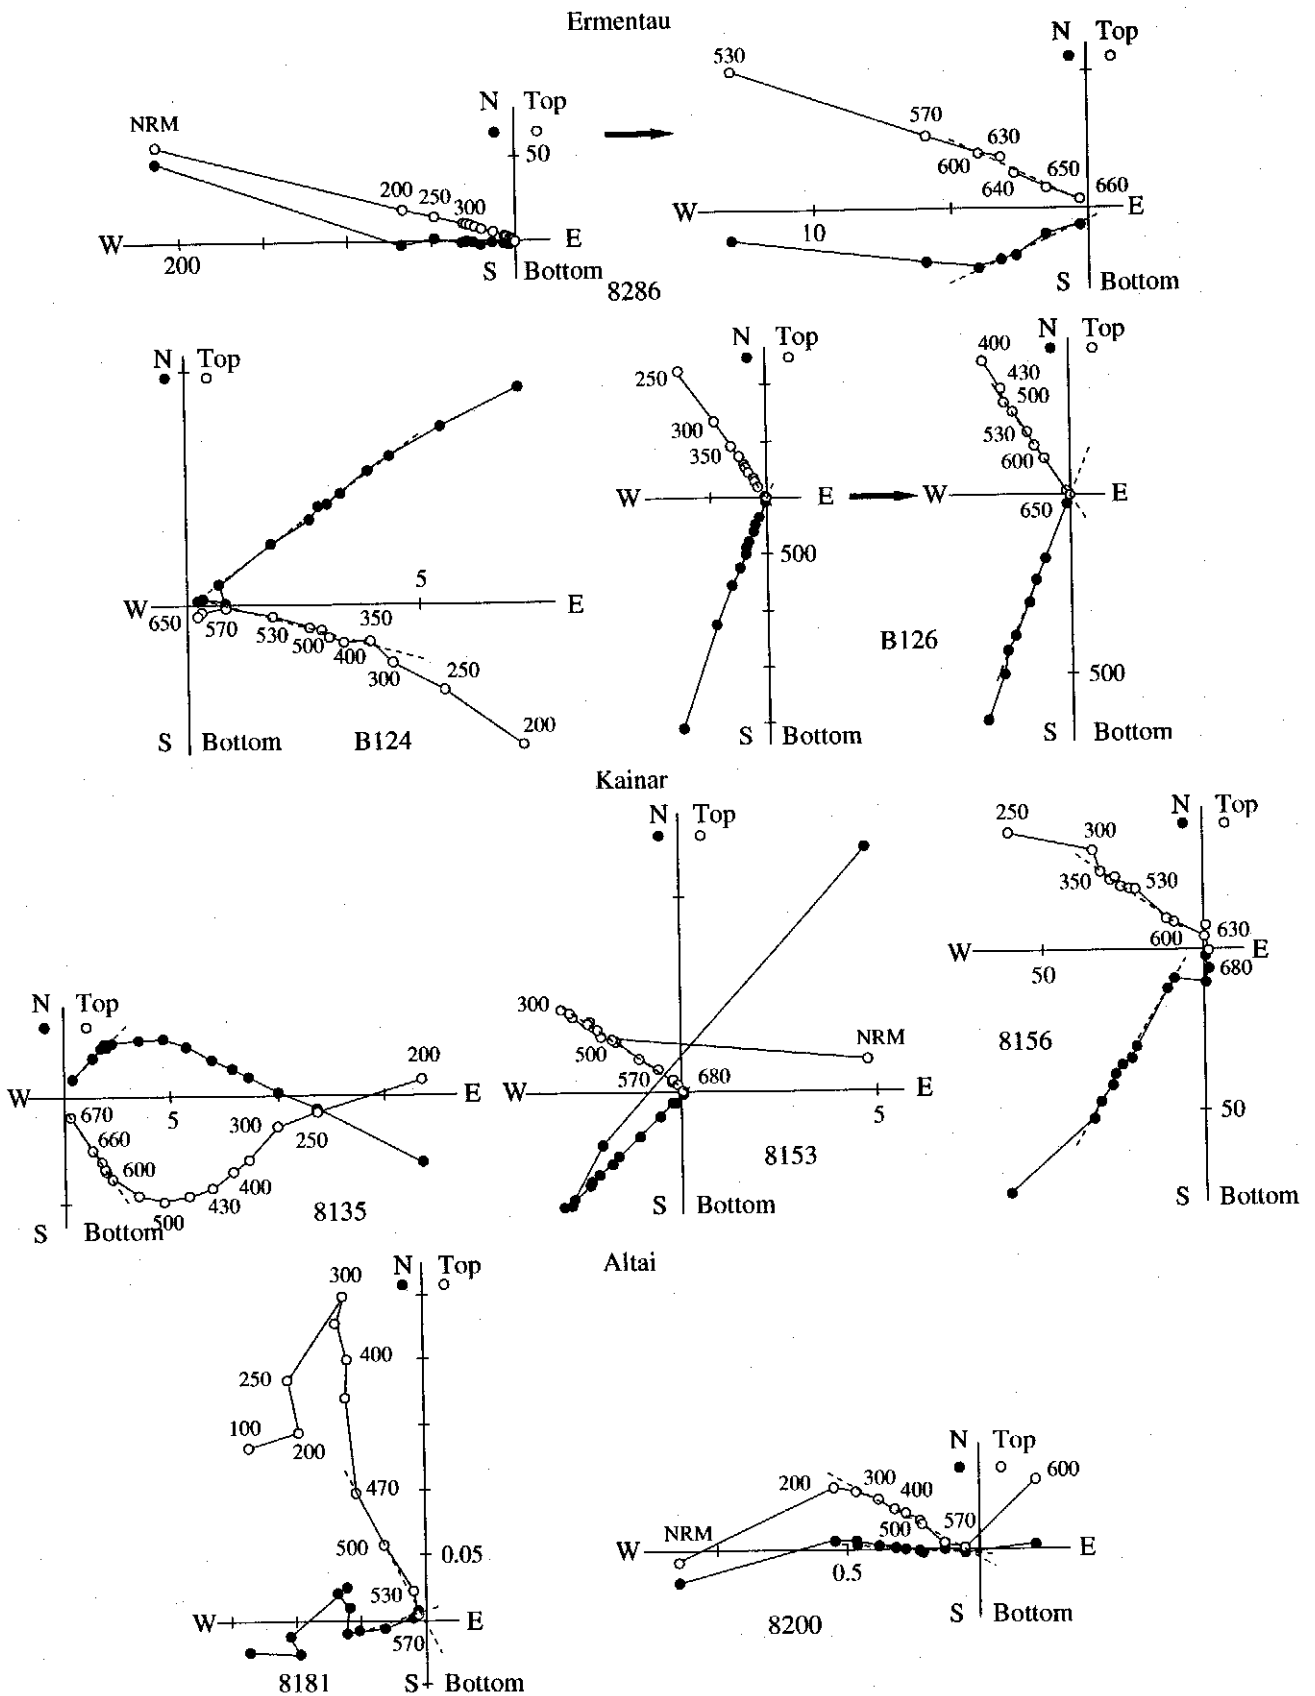 Ermentau
N Top
NRM
50
200 250 300
W E
200
S Bottom
8286
N Top
530
570
630
600
650
640
660
W E
10
S Bottom
N Top
5
W E
650 570 530 500 400 350 300 250 200
S Bottom
B124
N Top
250
300
350
W E
500
S Bottom
B126
N Top
400
430
500
530
600
W E
650
500
S Bottom
Kainar
N Top
200
W E
670 5
660
300 250
600
400
430
500
S Bottom
8135
N Top
300
NRM
500
570 680
W E
5
8153
S Bottom
N Top
250 300
350 530
600 630
W E
50 680
8156
50
S Bottom
Altai
N Top
300
400
250
100
200
470
500
0.05
530
W E
570
8181
S Bottom
N Top
600
200 300 400
570
NRM 500
W E
0.5
S Bottom
8200